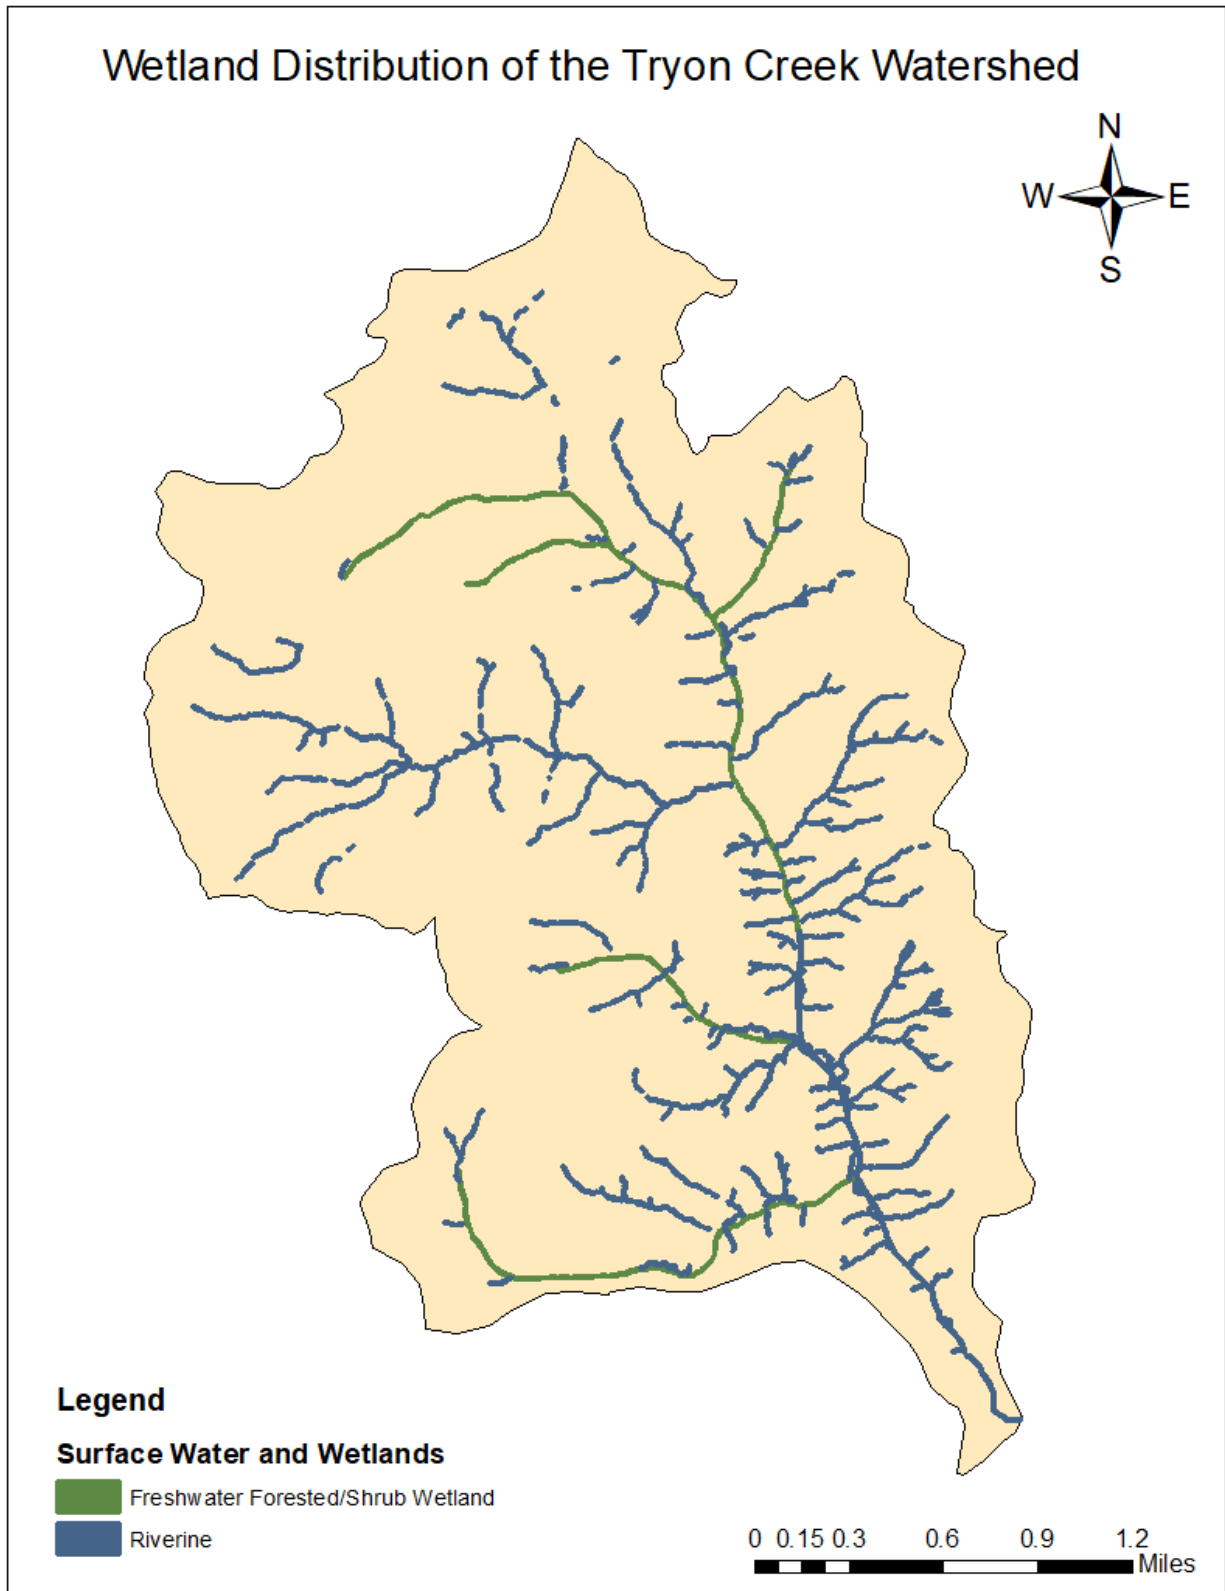 Wetland Distribution of the Tryon Creek Watershed
N
W E
S
Legend
Surface Water and Wetlands
Freshwater Forested/Shrub Wetland
Riverine
0 0.15 0.3 0.6 0.9 1.2
Miles